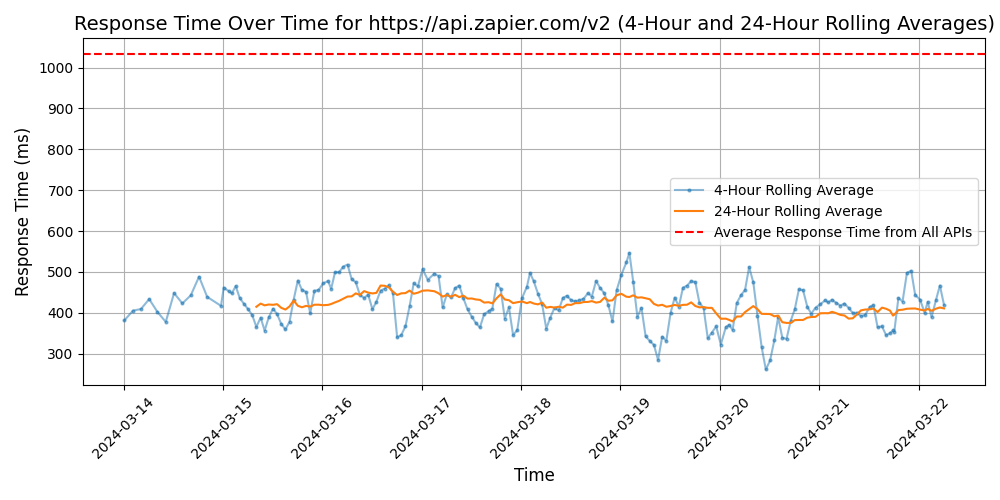 Response Time Over Time for https://api.zapier.com/v2 (4-Hour and 24-Hour Rolling Averages)
Response Time (ms)
1000
900
800
700
600
500
400
300
4-Hour Rolling Average
24-Hour Rolling Average
Average Response Time from All APIs
2024-03-14
2024-03-15
2024-03-16
2024-03-17
2024-03-18
2024-03-19
2024-03-20
2024-03-21
2024-03-22
Time